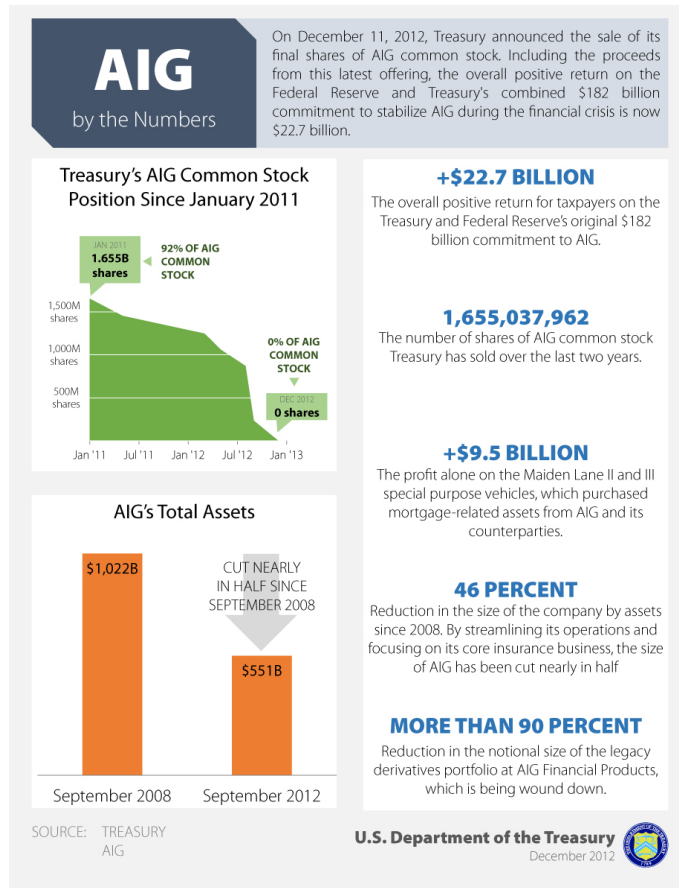 AIG
by the Numbers
On December 11, 2012, Treasury announced the sale of its
final shares of AIG common stock. Including the proceeds
from this latest offering, the overall positive return on the
Federal Reserve and Treasury's combined $182 billion
commitment to stabilize AIG during the financial crisis is now
$22.7 billion.
Treasury's AIG Common Stock
Position Since January 2011
JAN 2011
1.655B
shares
92% OF AIG
COMMON
STOCK
1,500M
shares
1,000M
shares
500M
shares
0% OF AIG
COMMON
STOCK
DEC 2012
0 shares
Jan '11 Jul '11 Jan '12 Jul '12 Jan '13
AIG's Total Assets
$1,022B
CUT NEARLY
IN HALF SINCE
SEPTEMBER 2008
$551B
September 2008 September 2012
+$22.7 BILLION
The overall positive return for taxpayers on the
Treasury and Federal Reserve's original $182
billion commitment to AIG.
1,655,037,962
The number of shares of AIG common stock
Treasury has sold over the last two years.
+$9.5 BILLION
The profit alone on the Maiden Lane II and III
special purpose vehicles, which purchased
mortgage-related assets from AIG and its
counterparties.
46 PERCENT
Reduction in the size of the company by assets
since 2008. By streamlining its operations and
focusing on its core insurance business, the size
of AIG has been cut nearly in half
MORE THAN 90 PERCENT
Reduction in the notional size of the legacy
derivatives portfolio at AIG Financial Products,
which is being wound down.
SOURCE: TREASURY
AIG
U.S. Department of the Treasury
December 2012